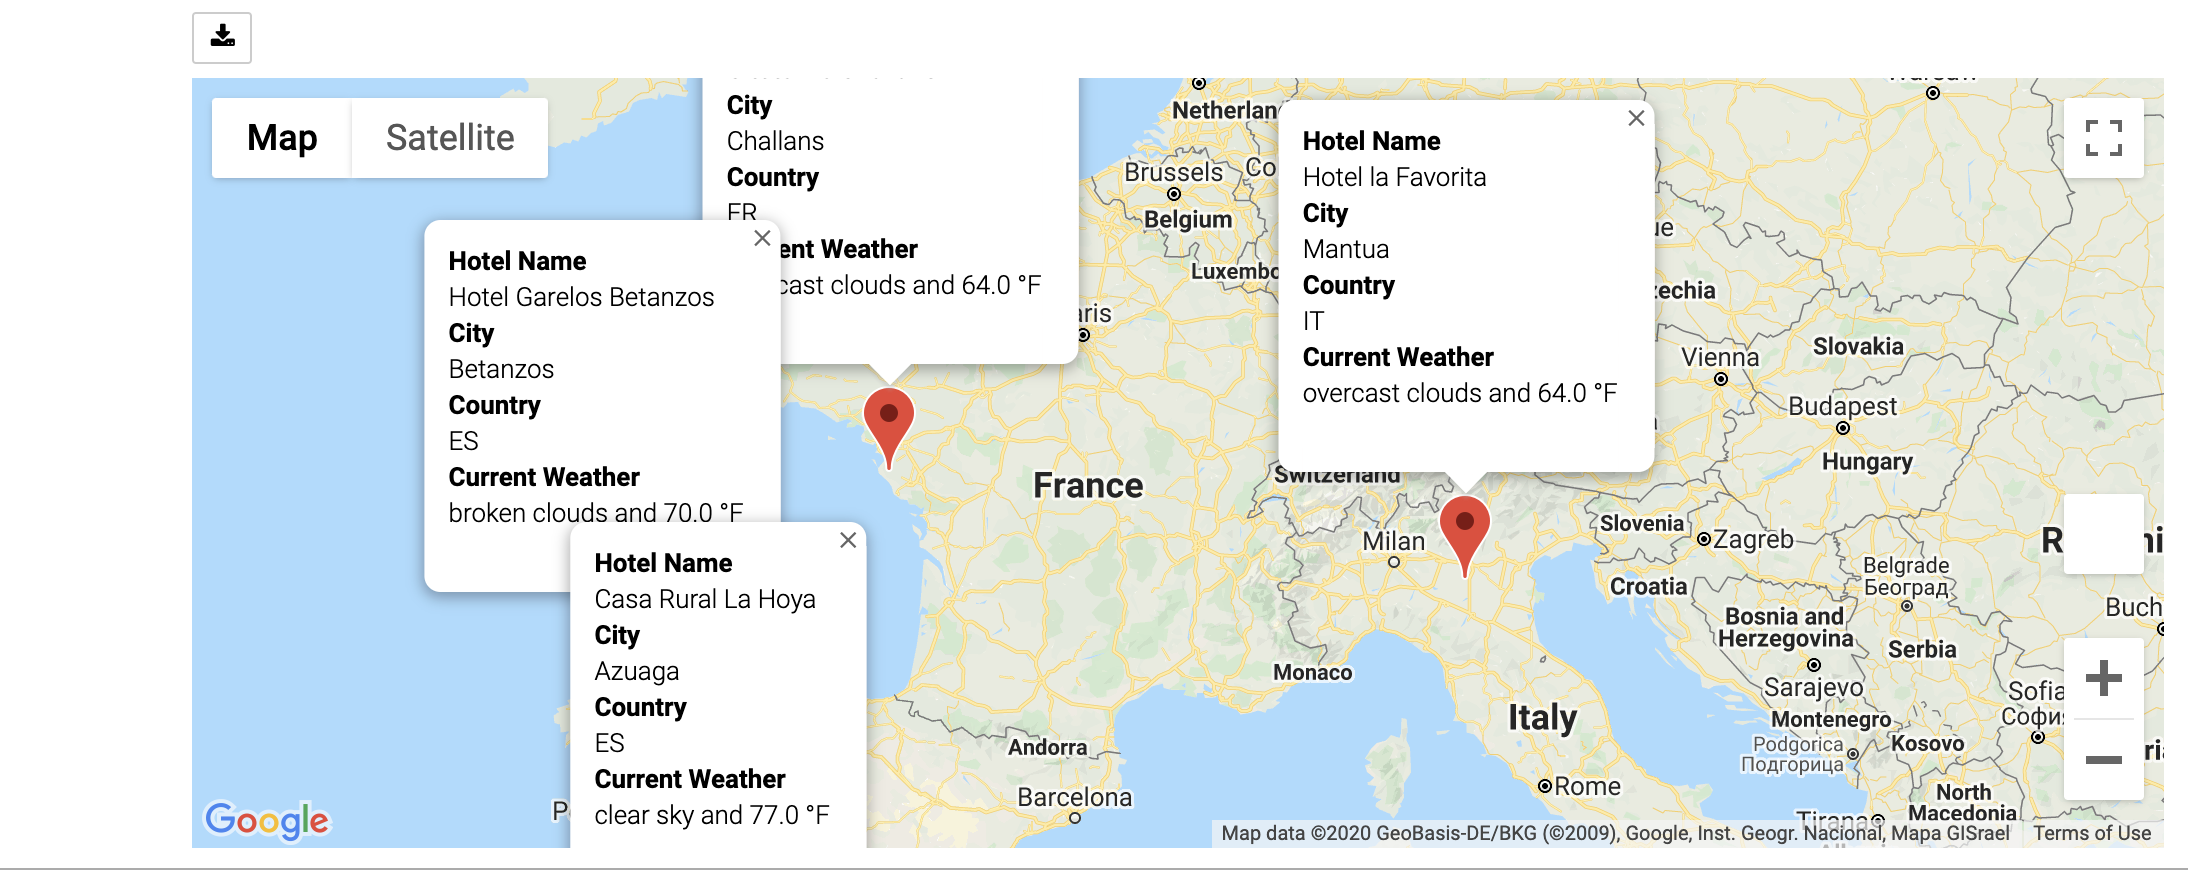 Map
Satellite
City
Challans
Country
FR
ent Weather
cast clouds and 64.0 °F
Hotel Name
Hotel Garelos Betanzos
City
Betanzos
Country
ES
Current Weather
broken clouds and 70.0 °F
Hotel Name
Casa Rural La Hoya
City
Azuaga
Country
ES
Current Weather
clear sky and 77.0 °F
Hotel Name
Hotel la Favorita
City
Mantua
Country
IT
Current Weather
overcast clouds and 64.0 °F
Netherlan
Brussels
Co
Belgium
Luxembo
aris
ue
zechia
Vienna
Slovakia
Budapest
Hungary
France
Switzerland
Milan
Slovenia
Zagreb
Croatia
Belgrade
Београд
Bosnia and
Herzegovina
Serbia
Buch
Monaco
Sarajevo
Sofia
Montenegro
Italy
Podgorica
Подгорица
Kosovo
Andorra
Barcelona
Rome
North
Macedonia
Tirana
Google
Map data ©2020 GeoBasis-DE/BKG (©2009), Google, Inst. Geogr. Nacional, Mapa GISrael
Terms of Use